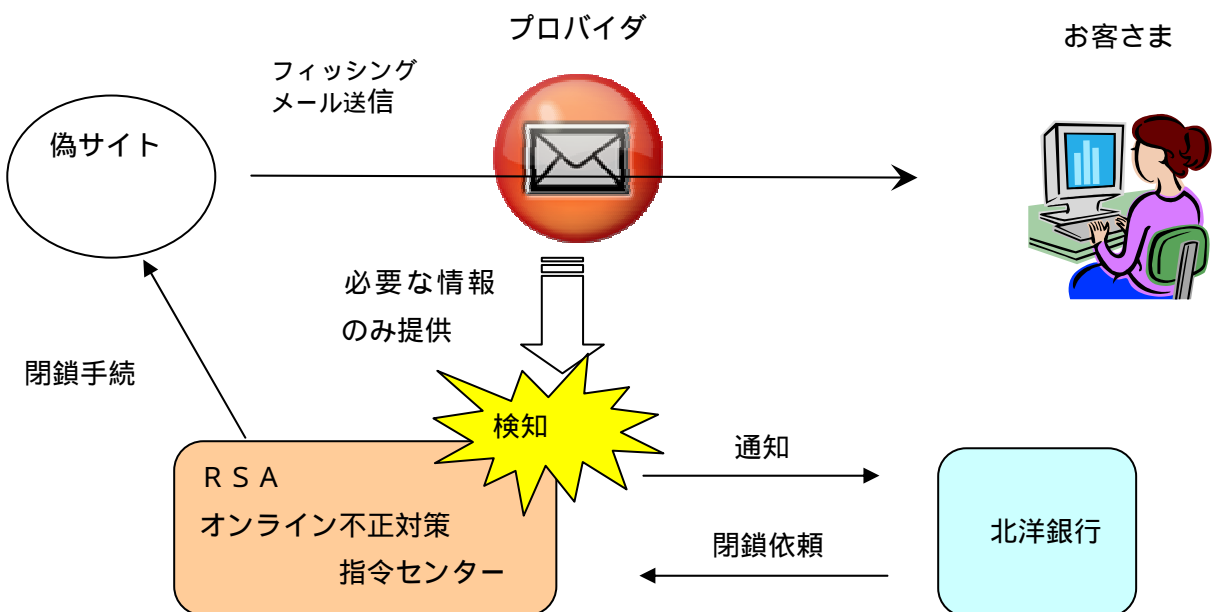 プロバイダ
お客さま
フィッシング
メール送信
偽サイト
必要な情報
のみ提供
閉鎖手続
検知
通知
ＲＳＡ
オンライン不正対策
指令センター
閉鎖依頼
北洋銀行